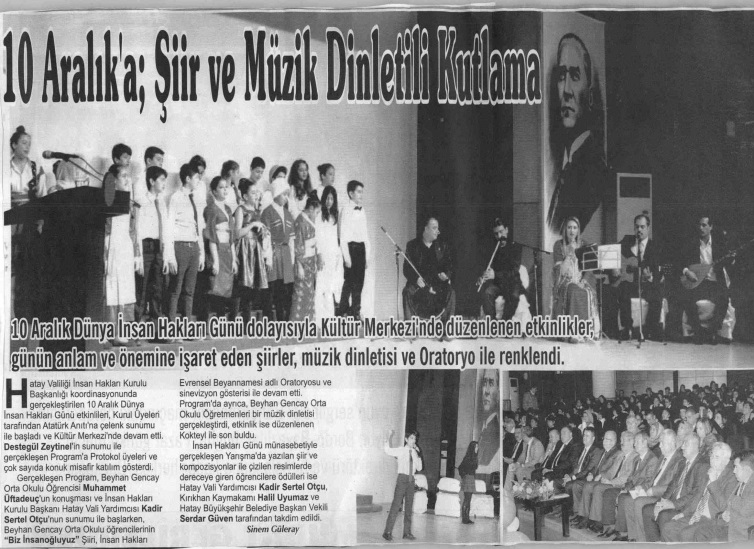 10 Aralık'a; Şiir ve Müzik Dinletili Kutlama
10 Aralık Dünya İnsan Hakları Günü dolayısıyla Kültür Merkezi'nde düzenlenen etkinlikler,
günün anlam ve önemine işaret eden şiirler, müzik dinletisi ve Oratoryo ile renklendi.
Hatay Valiliği İnsan Hakları Kurulu
Başkanlığı koordinasyonunda
gerçekleştirilen 10 Aralık Dünya
İnsan Hakları Günü etkinlileri, Kurul Üyeleri
tarafından Atatürk Anıtı'na çelenk sunumu
ile başladı ve Kültür Merkezi'nde devam etti.
Destegül Zeytinel'in sunumu ile
gerçekleşen Program'a Protokol üyeleri ve
çok sayıda konuk misafir katılım gösterdi.
Gerçekleşen Program, Beyhan Gencay
Orta Okulu Öğrencisi Muhammet
Üftadeuç'un konuşması ve İnsan Hakları
Kurulu Başkanı Hatay Vali Yardımcısı Kadir
Sertel Otçu'nun sunumu ile başlarken,
Beyhan Gencay Orta Okulu öğrencilerinin
"Biz İnsanoğluyuz" Şiiri, İnsan Hakları
Evrensel Beyannamesi adlı Oratoryosu ve
sinevizyon gösterisi ile devam etti.
Program'da ayrıca, Beyhan Gencay Orta
Okulu Öğretmenleri bir müzik dinletisi
gerçekleştirdi, etkinlik ise düzenlenen
Kokteyl ile son buldu.
İnsan Hakları Günü münasebetiyle
gerçekleşen Yarışma'da yazılan şiir ve
kompozisyonlar ile çizilen resimlerde
dereceye giren öğrencilere ödülleri ise
Hatay Vali Yardımcısı Kadir Sertel Otçu,
Kırıkhan Kaymakamı Halil Uyumaz ve
Hatay Büyükşehir Belediye Başkan Vekili
Serdar Güven tarafından takdim edildi.
Sinem Güleray